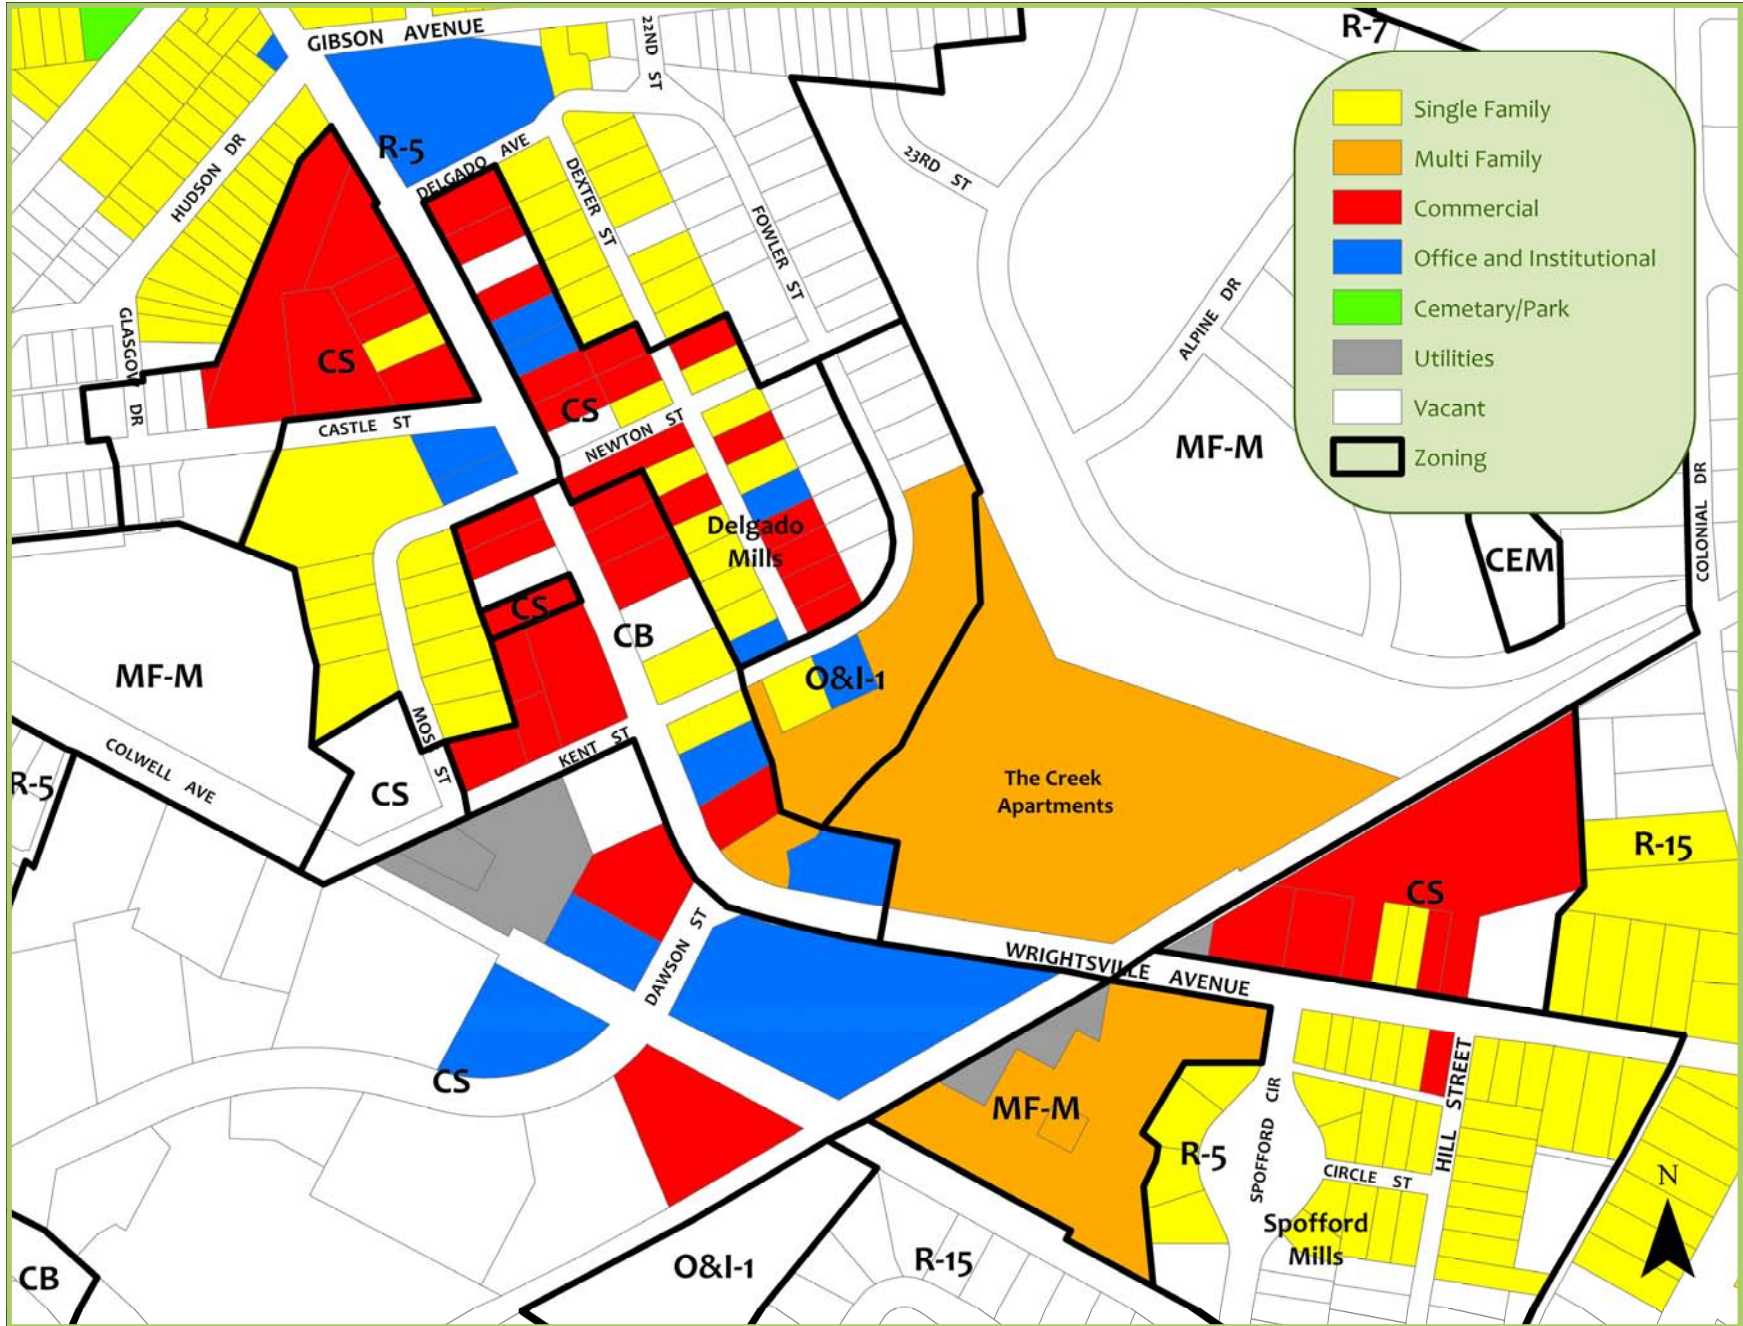 GIBSON AVENUE
22ND ST
R-7
Single Family
Multi Family
Commercial
Office and Institutional
Cemetary/Park
Utilities
Vacant
Zoning
R-5
DELGADO AVE
HUDSON DR
DEXTER ST
23RD ST
FOWLER ST
ALPINE DR
GLASGOW DR
CS
CS
CASTLE ST
NEWTON ST
MF-M
COLONIAL DR
Delgado
Mills
CEM
CS
CB
MF-M
O&I-1
MOS ST
KENT ST
COLWELL AVE
R-5
CS
The Creek
Apartments
R-15
CS
DAWSON ST
WRIGHTSVILLE AVENUE
CS
MF-M
HILL STREET
SPOFFORD CIR
R-5
CIRCLE ST
N
Spofford
Mills
O&I-1
R-15
CB